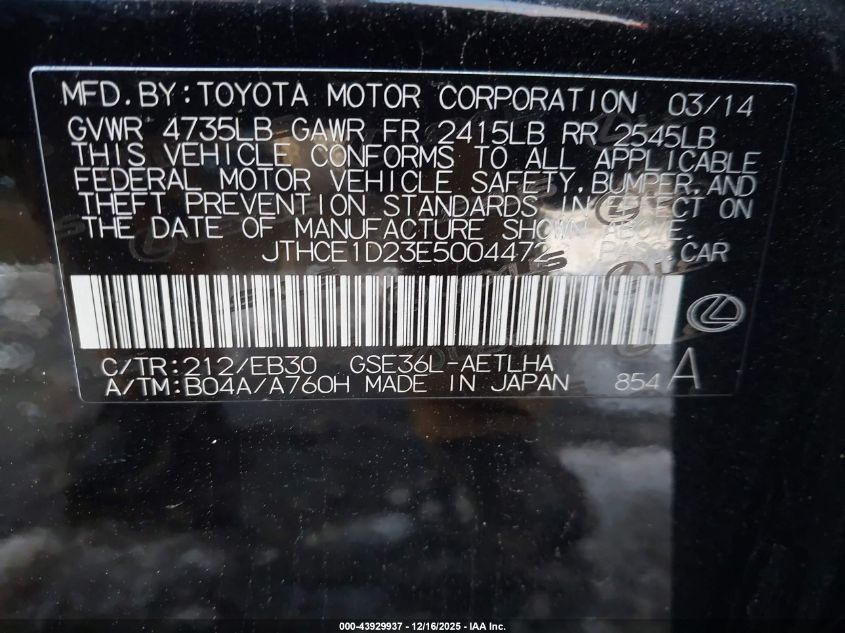 MFD.BY:TOYOTA MOTOR CORPORATION 03/14
GVWR 4735LB GAWR FR 2415LB RR 2545LB
THIS VEHICLE CONFORMS TO ALL APPLICABLE
FEDERAL MOTOR VEHICLE SAFETY,BUMPER,AND
THEFT PREVENTION STANDARDS IN EFFECT ON
THE DATE OF MANUFACTURE SHOWN ABOVE.
JTHCE1D23E5004472 PASS.CAR
C/TR:212/EB30 GSE36L-AETLHA
A/TM:B04A/A760H MADE IN JAPAN 854 A
000-43929937 - 12/16/2025 - IAA Inc.